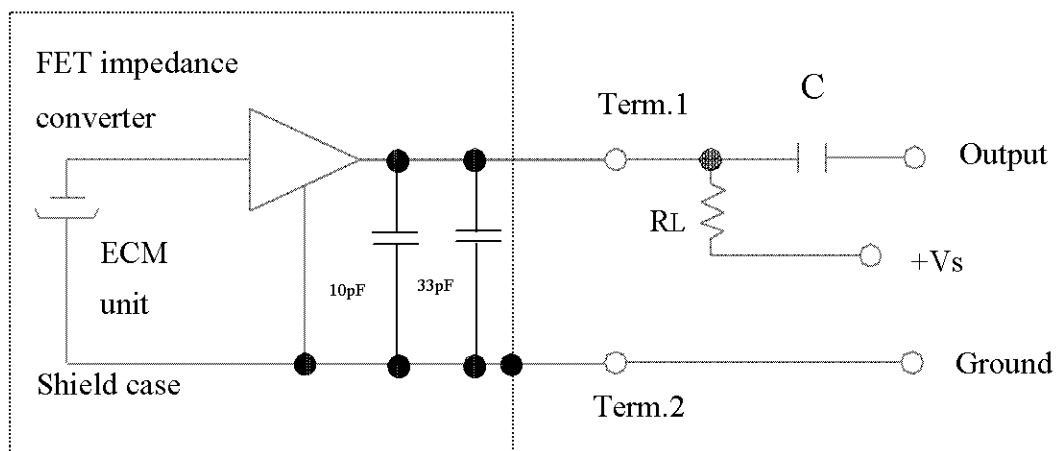 FET impedance
converter
Term.1
C
Output
RL
+Vs
ECM
unit
10pF
33pF
Shield case
Term.2
Ground